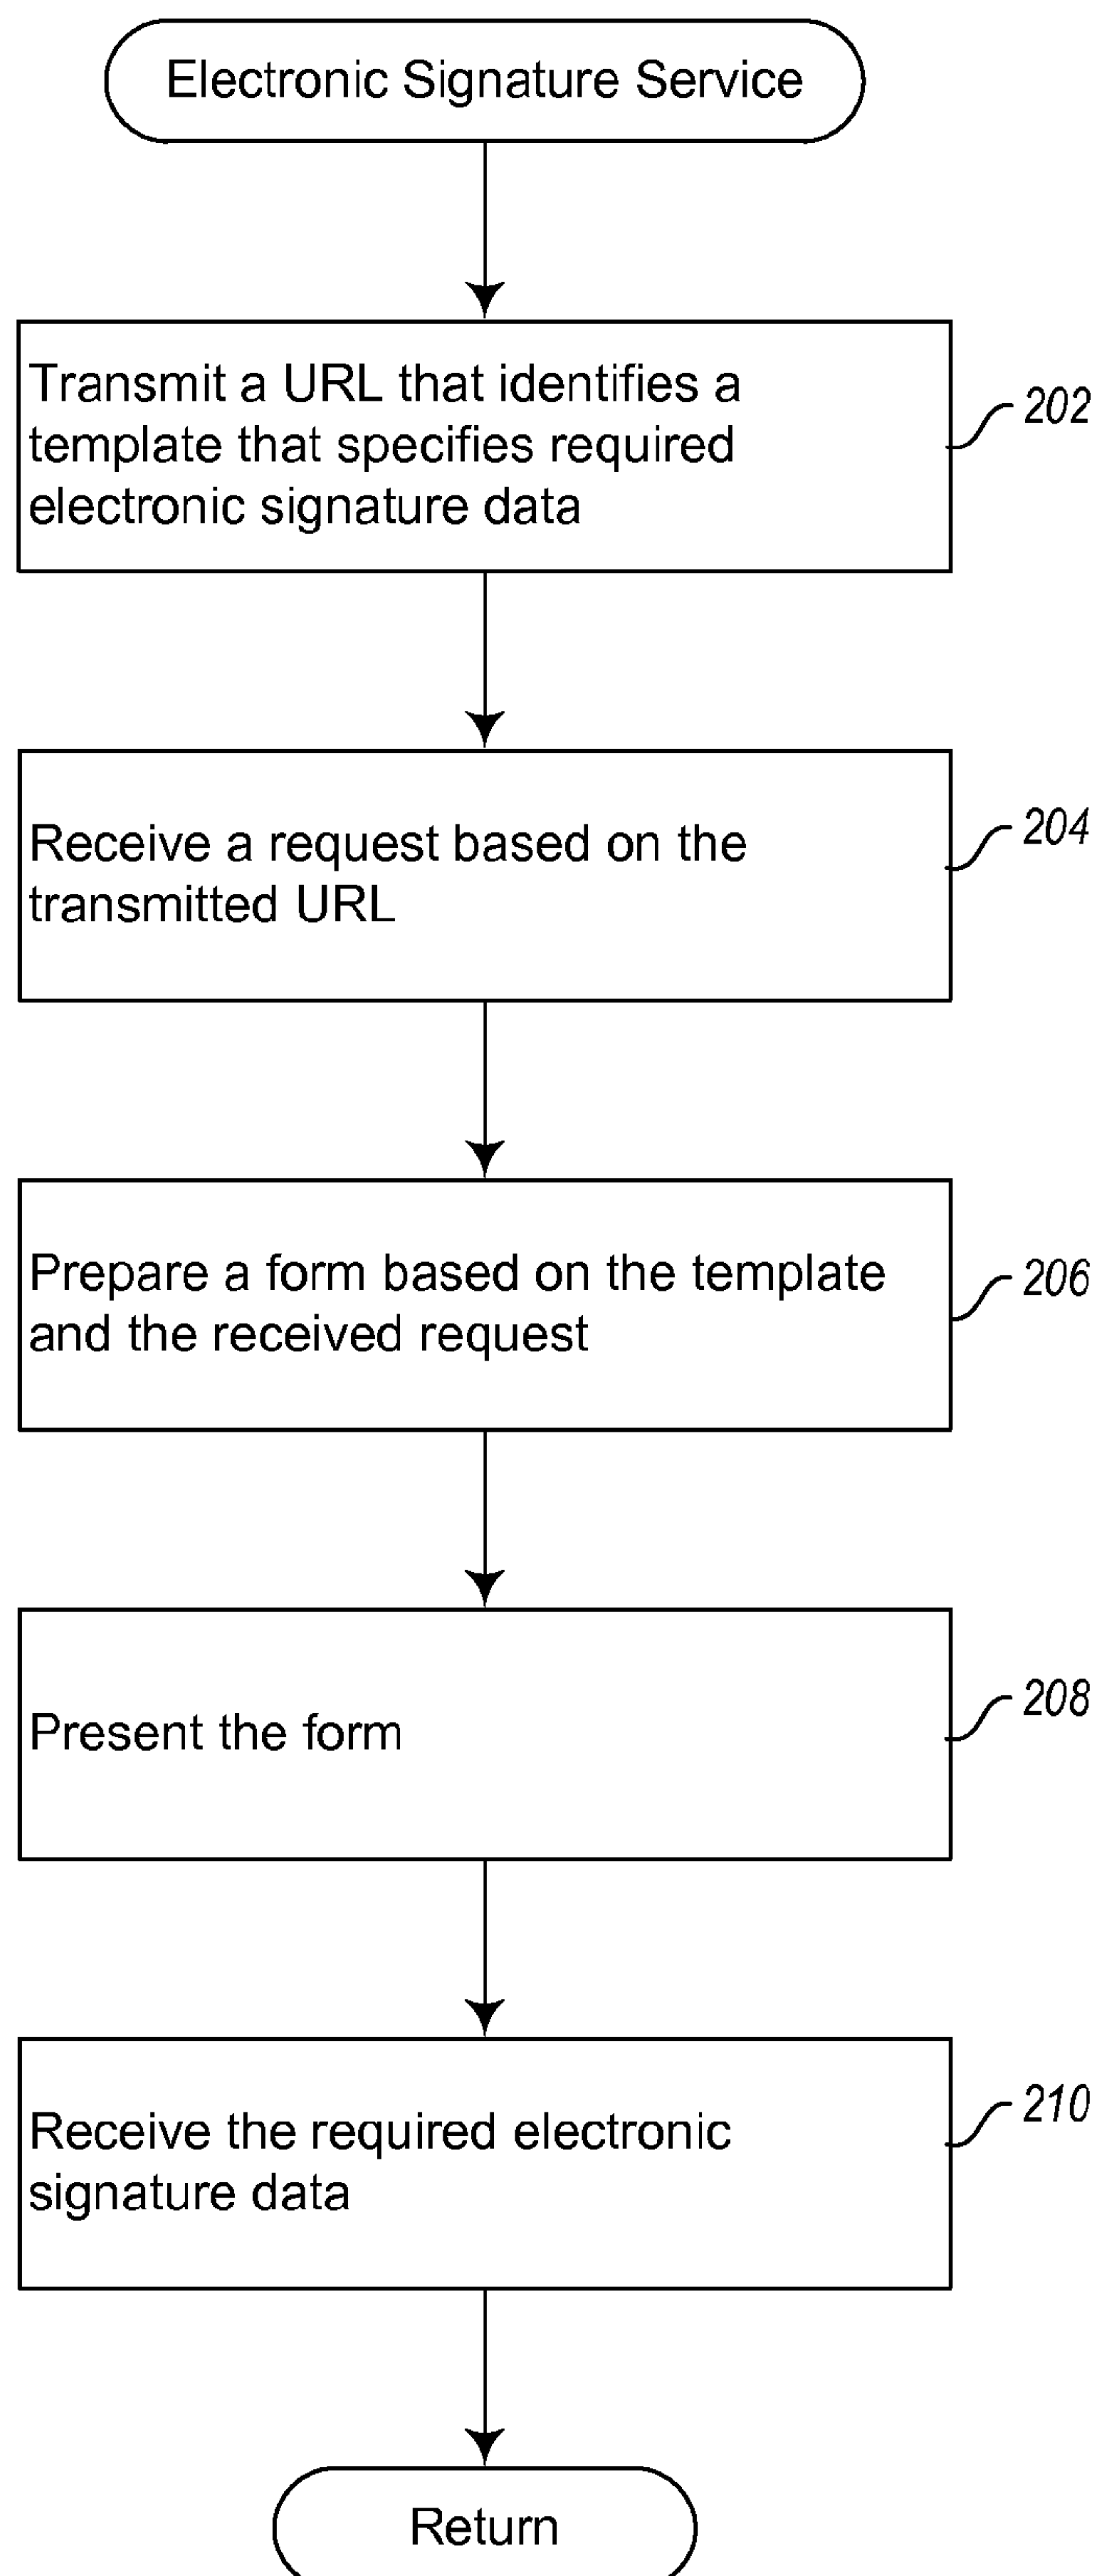 Electronic Signature Service
Transmit a URL that identifies a
template that specifies required
electronic signature data
202
Receive a request based on the
transmitted URL
204
Prepare a form based on the template
and the received request
206
Present the form
208
Receive the required electronic
signature data
210
Return